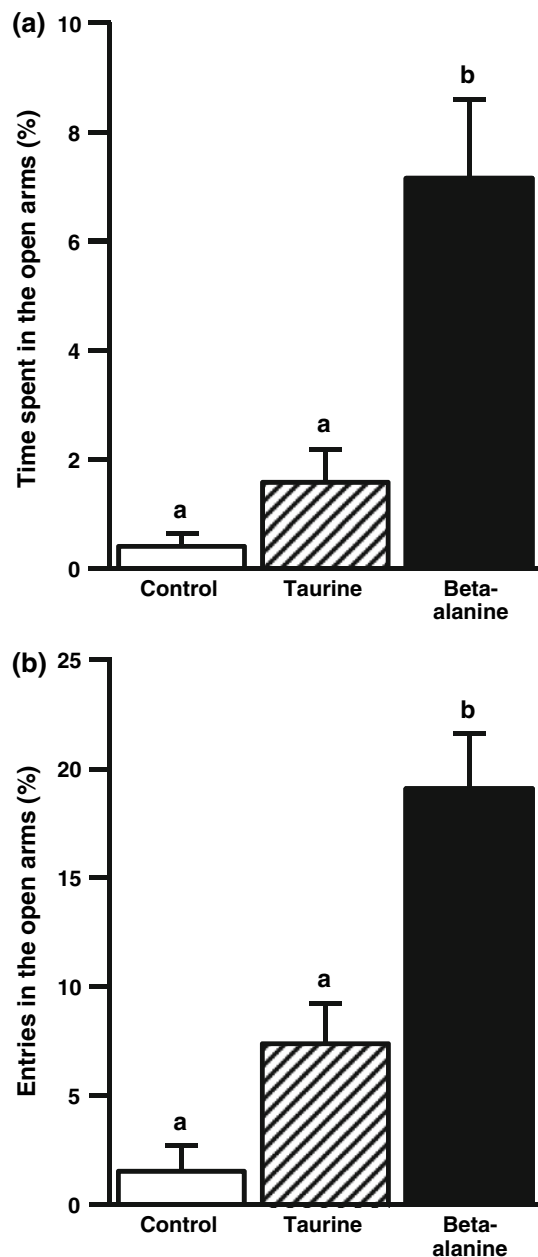 (a)
Time spent in the open arms (%)
10
8
6
4
2
0
a
a
b
Control
Taurine
Beta-
alanine
(b)
Entries in the open arms (%)
25
20
15
10
5
0
a
a
b
Control
Taurine
Beta-
alanine